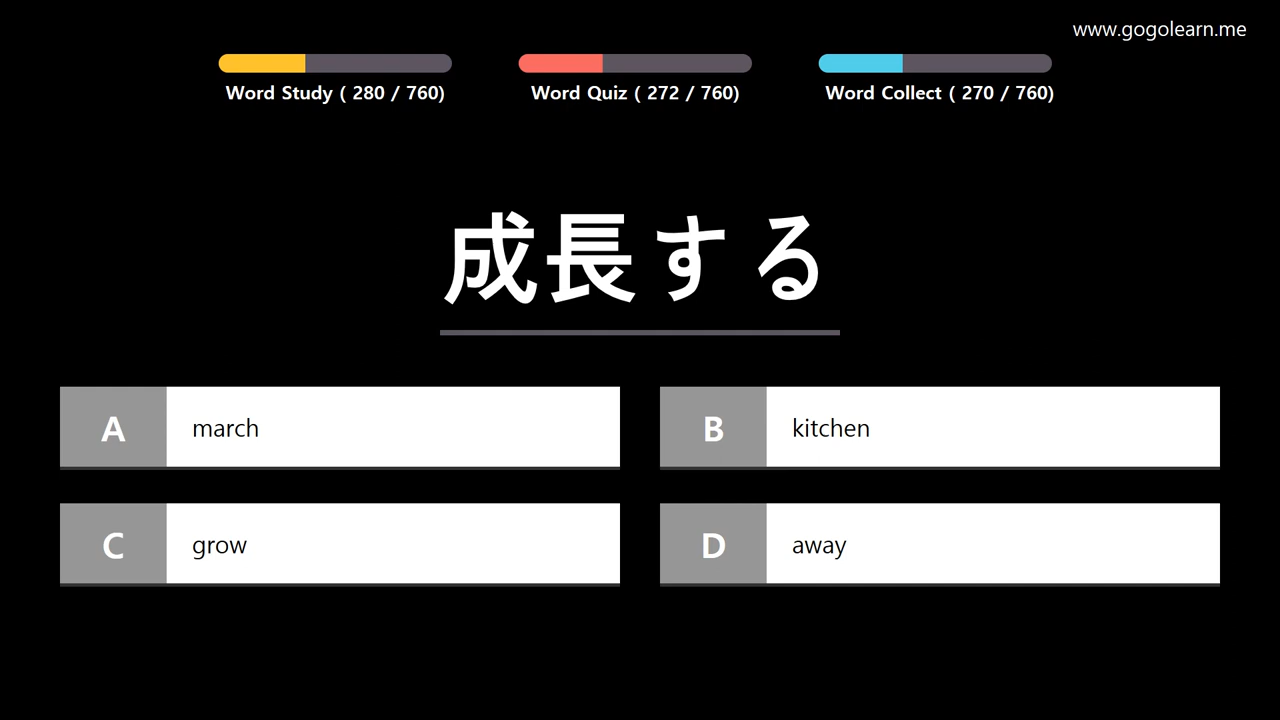 www.gogolearn.me
Word Study ( 280 / 760)
Word Quiz ( 272 / 760)
Word Collect ( 270 / 760)
成長する
A march
B kitchen
C grow
D away